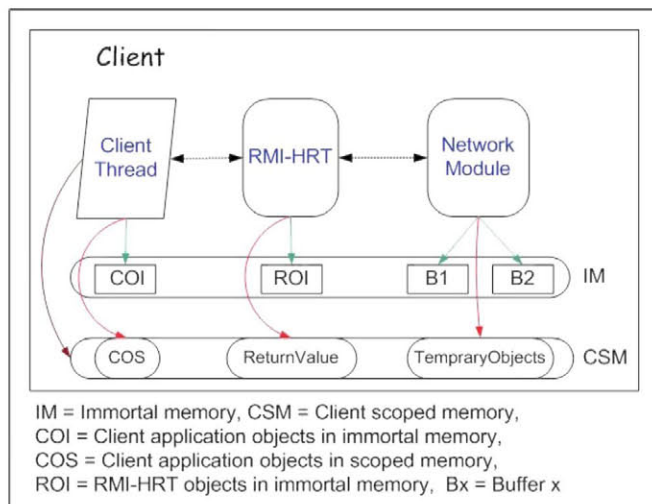 Client
Client
Thread
RMI-HRT
Network
Module
COI
ROI
B1
B2
IM
COS
ReturnValue
TempraryObjects
CSM
IM = Immortal memory, CSM = Client scoped memory,
COI = Client application objects in immortal memory,
COS = Client application objects in scoped memory,
ROI = RMI-HRT objects in immortal memory, Bx = Buffer x